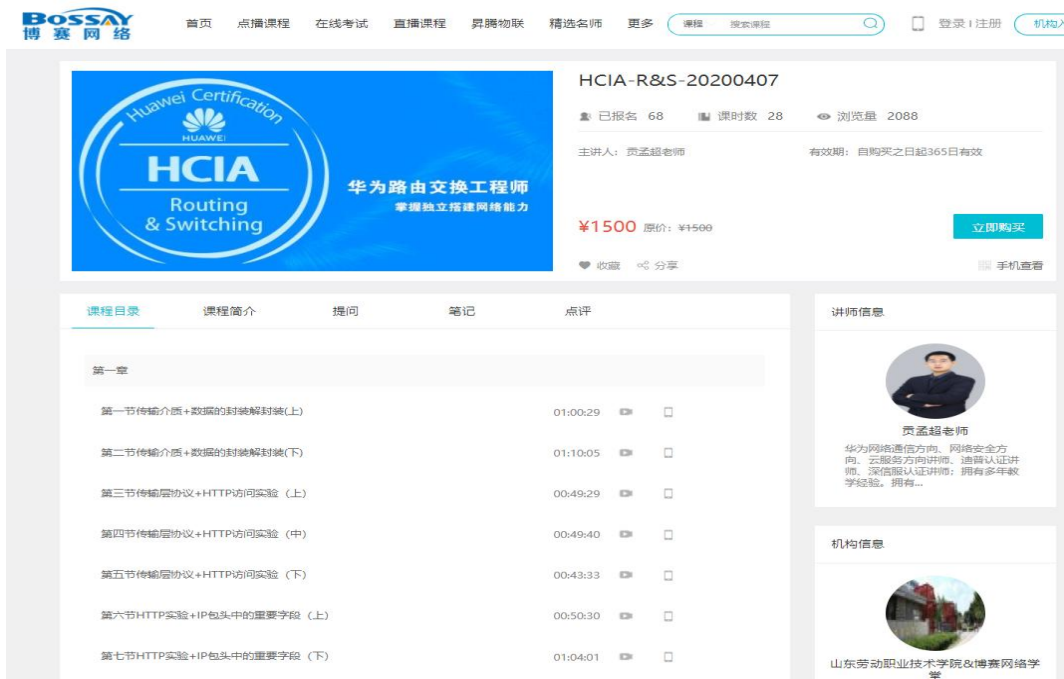 BOSSAY
博赛网络
首页 点播课程 在线考试 直播课程 昇腾物联 精选名师 更多 课程 搜索课程 登录 | 注册 机构入
Huawei Certification
HUAWEI
HCIA
Routing
& Switching
华为路由交换工程师
掌握独立搭建网络能力
HCIA-R&S-20200407
已报名 68 课时数 28 浏览量 2088
主讲人：贡孟超老师 有效期：自购买之日起365日有效
¥1500 原价：¥1500 立即购买
收藏 分享 手机查看
课程目录 课程简介 提问 笔记 点评
第一章
第一节传输介质+数据的封装解封装(上) 01:00:29
第二节传输介质+数据的封装解封装(下) 01:10:05
第三节传输层协议+HTTP访问实验（上） 00:49:29
第四节传输层协议+HTTP访问实验（中） 00:49:40
第五节传输层协议+HTTP访问实验（下） 00:43:33
第六节HTTP实验+IP包头中的重要字段（上） 00:50:30
第七节HTTP实验+IP包头中的重要字段（下） 01:04:01
讲师信息
贡孟超老师
华为网络通信方向、网络安全方
向、云服务方向讲师、迪普认证讲
师、深信服认证讲师；拥有多年教
学经验。拥有...
机构信息
山东劳动职业技术学院&博赛网络学
堂